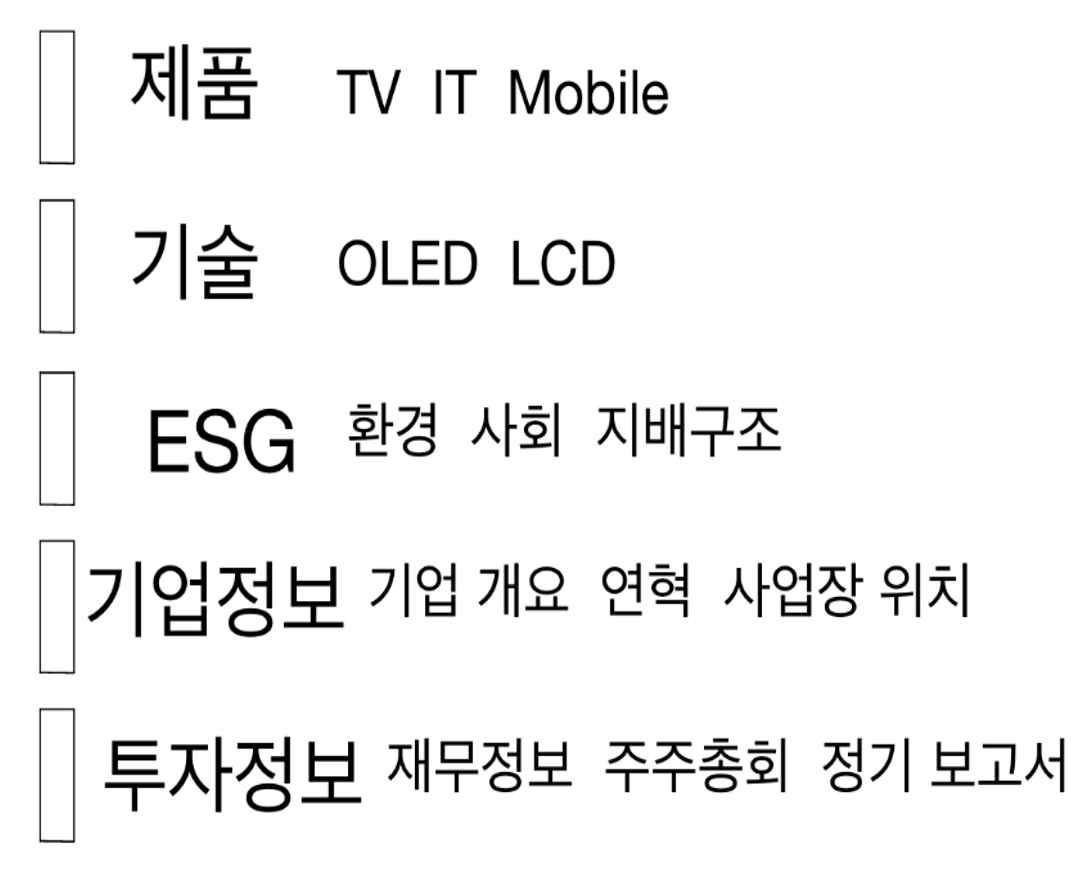 제품 TV IT Mobile
기술 OLED LCD
ESG 환경 사회 지배구조
기업정보 기업 개요 연혁 사업장 위치
투자정보 재무정보 주주총회 정기 보고서